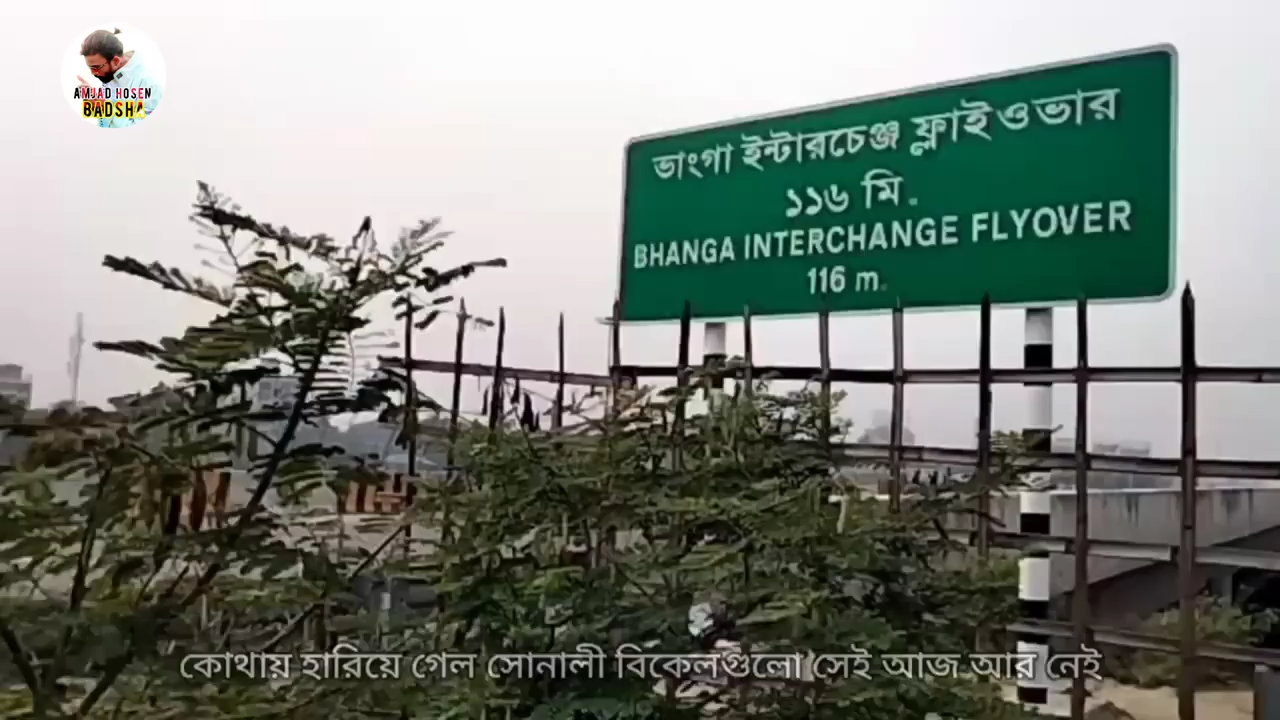 AMJAD HOSEN
BADSHA
ভাংগা ইন্টারচেঞ্জ ফ্লাইওভার
১১৬ মি.
BHANGA INTERCHANGE FLYOVER
116 m.
কোথায় হারিয়ে গেল সোনালী বিকেলগুলো সেই আজ আর নেই